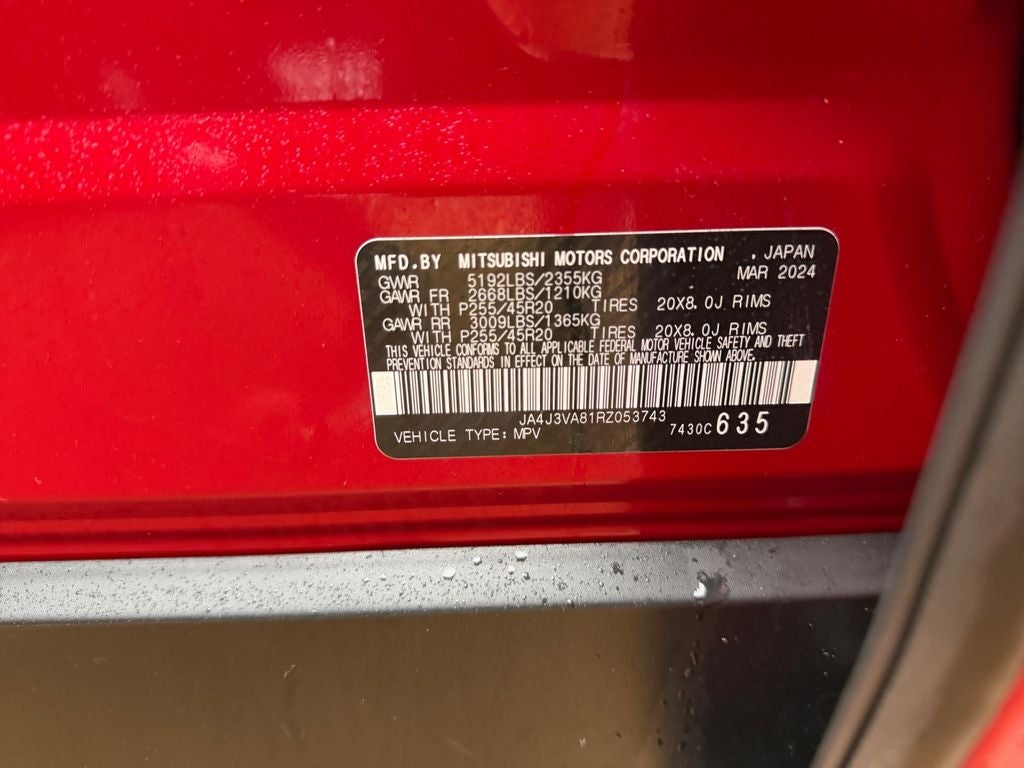 MFD.BY MITSUBISHI MOTORS CORPORATION , JAPAN
GVWR 5192LBS/2355KG MAR 2024
GAWR FR 2668LBS/1210KG
WITH P255/45R20 TIRES 20X8.0J RIMS
GAWR RR 3009LBS/1365KG
WITH P255/45R20 TIRES 20X8.0J RIMS
THIS VEHICLE CONFORMS TO ALL APPLICABLE FEDERAL MOTOR VEHICLE SAFETY AND THEFT
PREVENTION STANDARDS IN EFFECT ON THE DATE OF MANUFACTURE SHOWN ABOVE.
JA4J3VA81RZ053743
VEHICLE TYPE: MPV 7430C 635